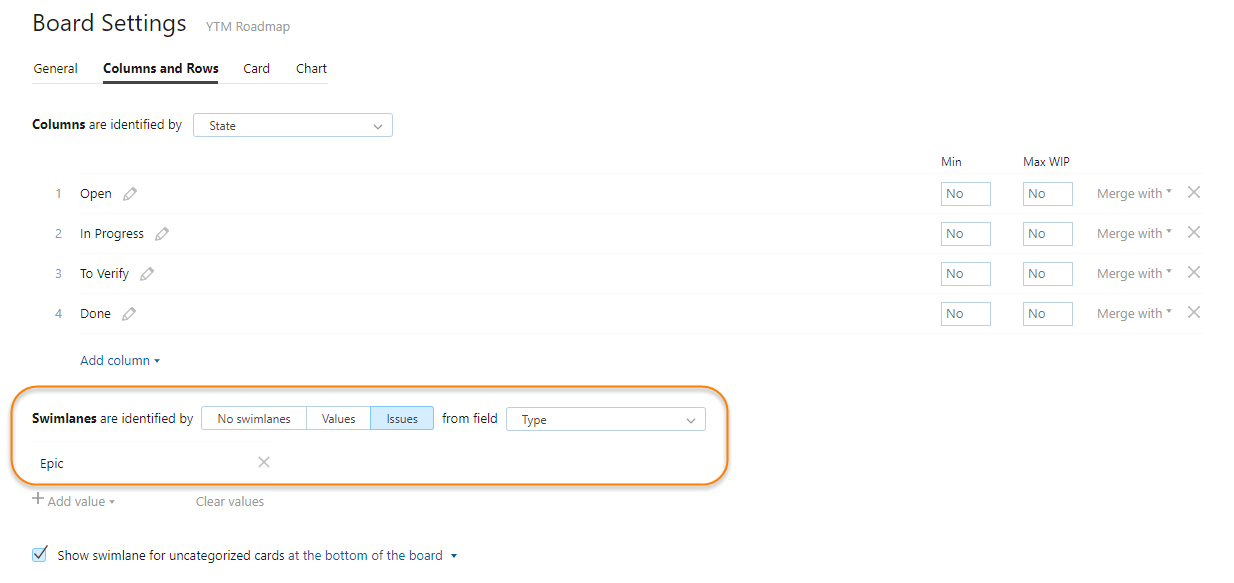 Board Settings YTM Roadmap
General Columns and Rows Card Chart
Columns are identified by State
Min Max WIP
1 Open No No Merge with
2 In Progress No No Merge with
3 To Verify No No Merge with
4 Done No No Merge with
Add column
Swimlanes are identified by No swimlanes Values Issues from field Type
Epic
Add value Clear values
Show swimlane for uncategorized cards at the bottom of the board